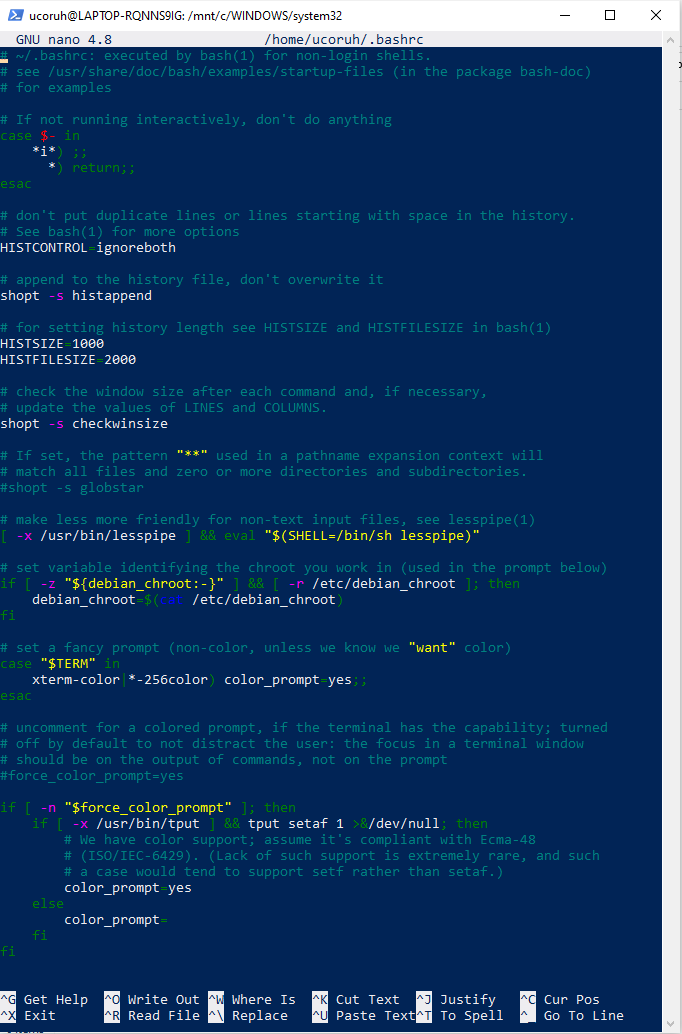 ucoruh@LAPTOP-RQNNS9IG: /mnt/c/WINDOWS/system32
GNU nano 4.8 /home/ucoruh/.bashrc
# ~/.bashrc: executed by bash(1) for non-login shells.
# see /usr/share/doc/bash/examples/startup-files (in the package bash-doc)
# for examples
# If not running interactively, don't do anything
case $- in
    *i*) ;;
      *) return;;
esac
# don't put duplicate lines or lines starting with space in the history.
# See bash(1) for more options
HISTCONTROL=ignoreboth
# append to the history file, don't overwrite it
shopt -s histappend
# for setting history length see HISTSIZE and HISTFILESIZE in bash(1)
HISTSIZE=1000
HISTFILESIZE=2000
# check the window size after each command and, if necessary,
# update the values of LINES and COLUMNS.
shopt -s checkwinsize
# If set, the pattern "**" used in a pathname expansion context will
# match all files and zero or more directories and subdirectories.
#shopt -s globstar
# make less more friendly for non-text input files, see lesspipe(1)
[ -x /usr/bin/lesspipe ] && eval "$(SHELL=/bin/sh lesspipe)"
# set variable identifying the chroot you work in (used in the prompt below)
if [ -z "${debian_chroot:-}" ] && [ -r /etc/debian_chroot ]; then
    debian_chroot=$(cat /etc/debian_chroot)
fi
# set a fancy prompt (non-color, unless we know we "want" color)
case "$TERM" in
    xterm-color|*-256color) color_prompt=yes;;
esac
# uncomment for a colored prompt, if the terminal has the capability; turned
# off by default to not distract the user: the focus in a terminal window
# should be on the output of commands, not on the prompt
#force_color_prompt=yes
if [ -n "$force_color_prompt" ]; then
    if [ -x /usr/bin/tput ] && tput setaf 1 >&/dev/null; then
        # We have color support; assume it's compliant with Ecma-48
        # (ISO/IEC-6429). (Lack of such support is extremely rare, and such
        # a case would tend to support setf rather than setaf.)
        color_prompt=yes
    else
        color_prompt=
    fi
fi
^G Get Help ^O Write Out ^W Where Is ^K Cut Text ^J Justify ^C Cur Pos
^X Exit ^R Read File ^\ Replace ^U Paste Text ^T To Spell ^_ Go To Line